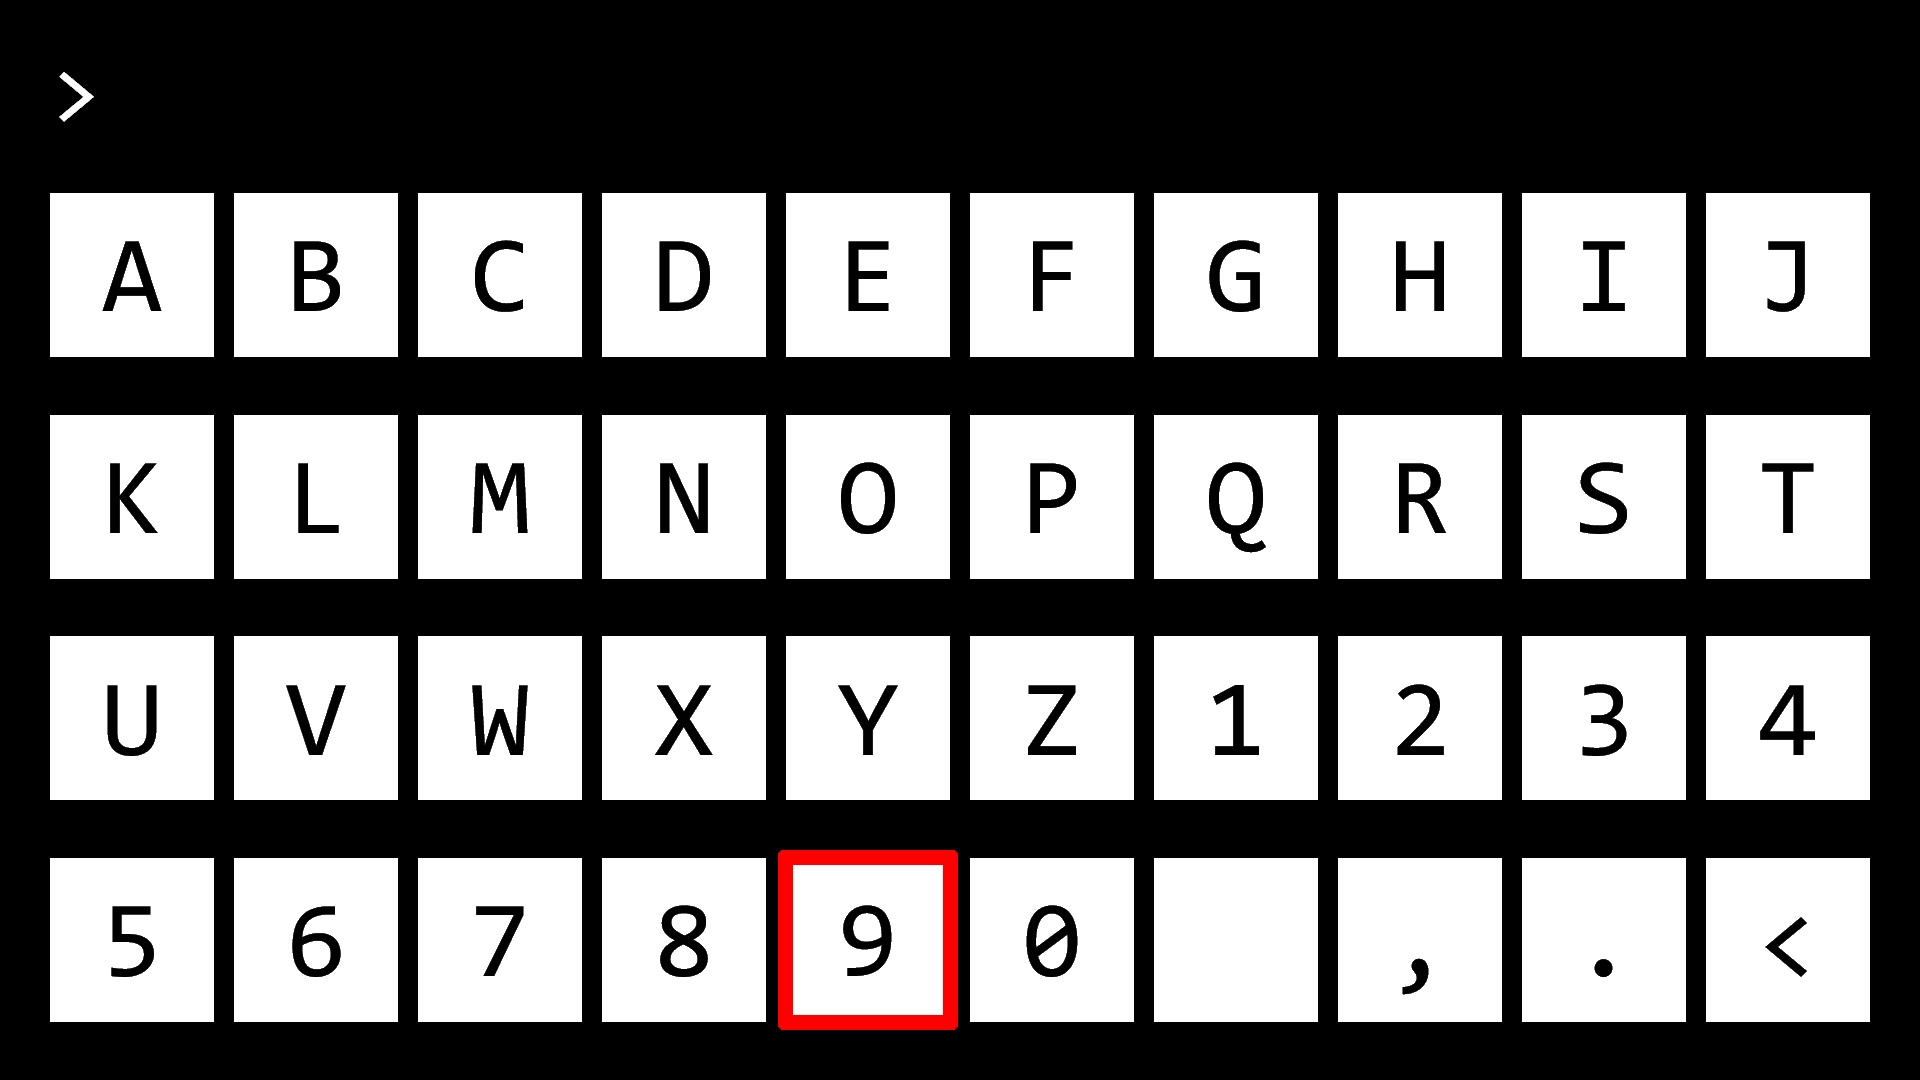 >
A B C D E F G H I J
K L M N O P Q R S T
U V W X Y Z 1 2 3 4
5 6 7 8 9 0 , . <